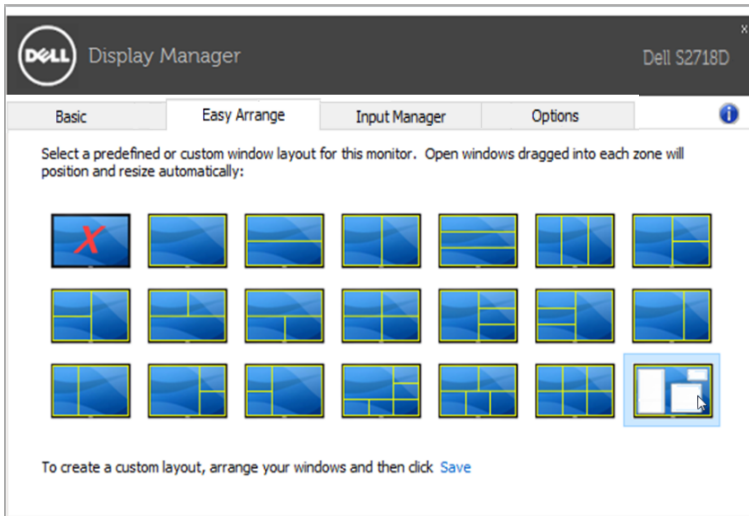 DELL Display Manager
x
Dell S2718D
Basic Easy Arrange Input Manager Options
Select a predefined or custom window layout for this monitor. Open windows dragged into each zone will
position and resize automatically:
X
To create a custom layout, arrange your windows and then click Save